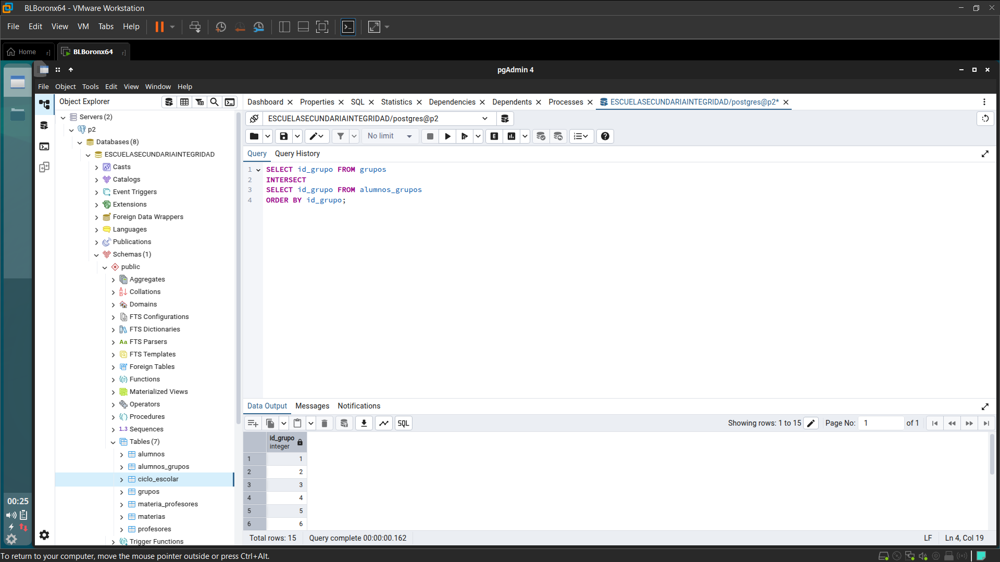 BLBoronx64 - VMware Workstation
File Edit View VM Tabs Help
Home
BLBoronx64
pgAdmin 4
File Object Tools Edit View Window Help
Object Explorer
Dashboard Properties SQL Statistics Dependencies Dependents Processes ESCUELASECUNDARIAINTEGRIDAD/postgres@p2*
Servers (2)
p2
Databases (8)
ESCUELASECUNDARIAINTEGRIDAD
Casts
Catalogs
Event Triggers
Extensions
Foreign Data Wrappers
Languages
Publications
Schemas (1)
public
Aggregates
Collations
Domains
FTS Configurations
FTS Dictionaries
Aa FTS Parsers
FTS Templates
Foreign Tables
Functions
Materialized Views
Operators
Procedures
1.3 Sequences
Tables (7)
alumnos
alumnos_grupos
ciclo_escolar
grupos
materia_profesores
materias
profesores
Trigger Functions
00:25
ESCUELASECUNDARIAINTEGRIDAD/postgres@p2
No limit
E
Query Query History
1 SELECT id_grupo FROM grupos
2 INTERSECT
3 SELECT id_grupo FROM alumnos_grupos
4 ORDER BY id_grupo;
Data Output Messages Notifications
SQL
Showing rows: 1 to 15
Page No: 1 of 1
id_grupo
integer
1 1
2 2
3 3
4 4
5 5
6 6
Total rows: 15 Query complete 00:00:00.162
LF Ln 4, Col 19
To return to your computer, move the mouse pointer outside or press Ctrl+Alt.